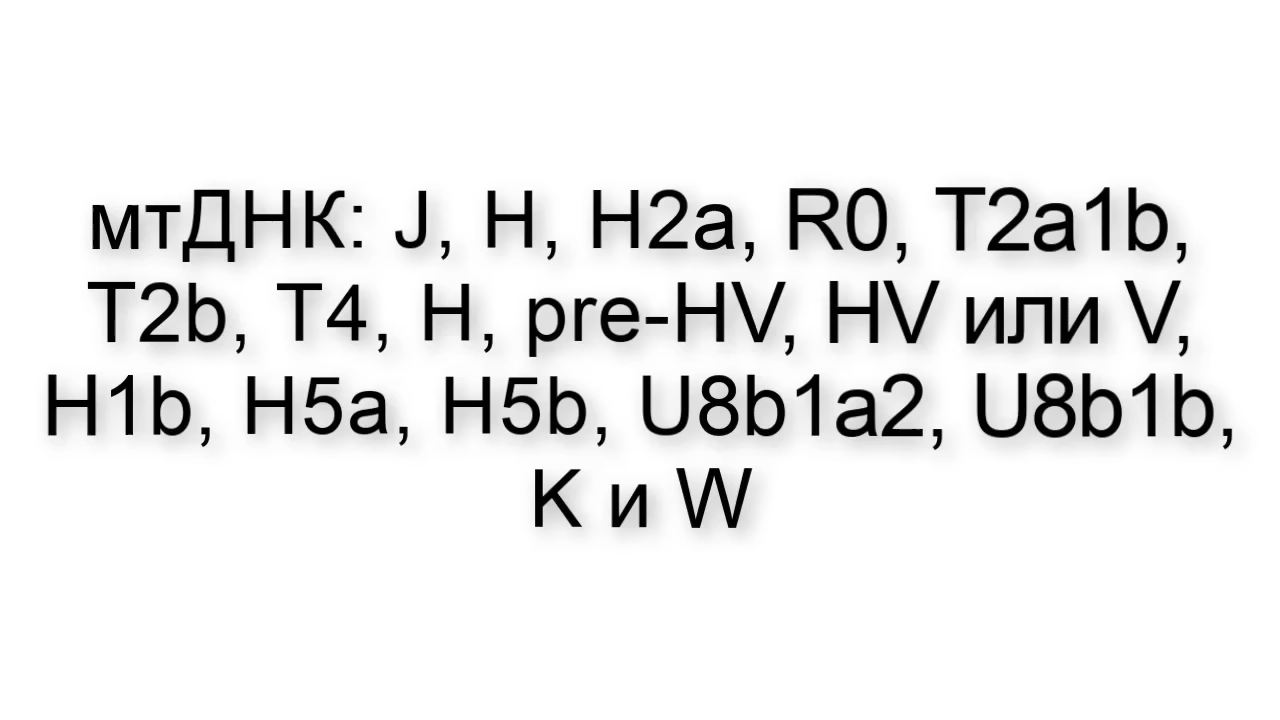 мтДНК: J, H, H2a, R0, T2a1b,
T2b, T4, H, pre-HV, HV или V,
H1b, H5a, H5b, U8b1a2, U8b1b,
K и W